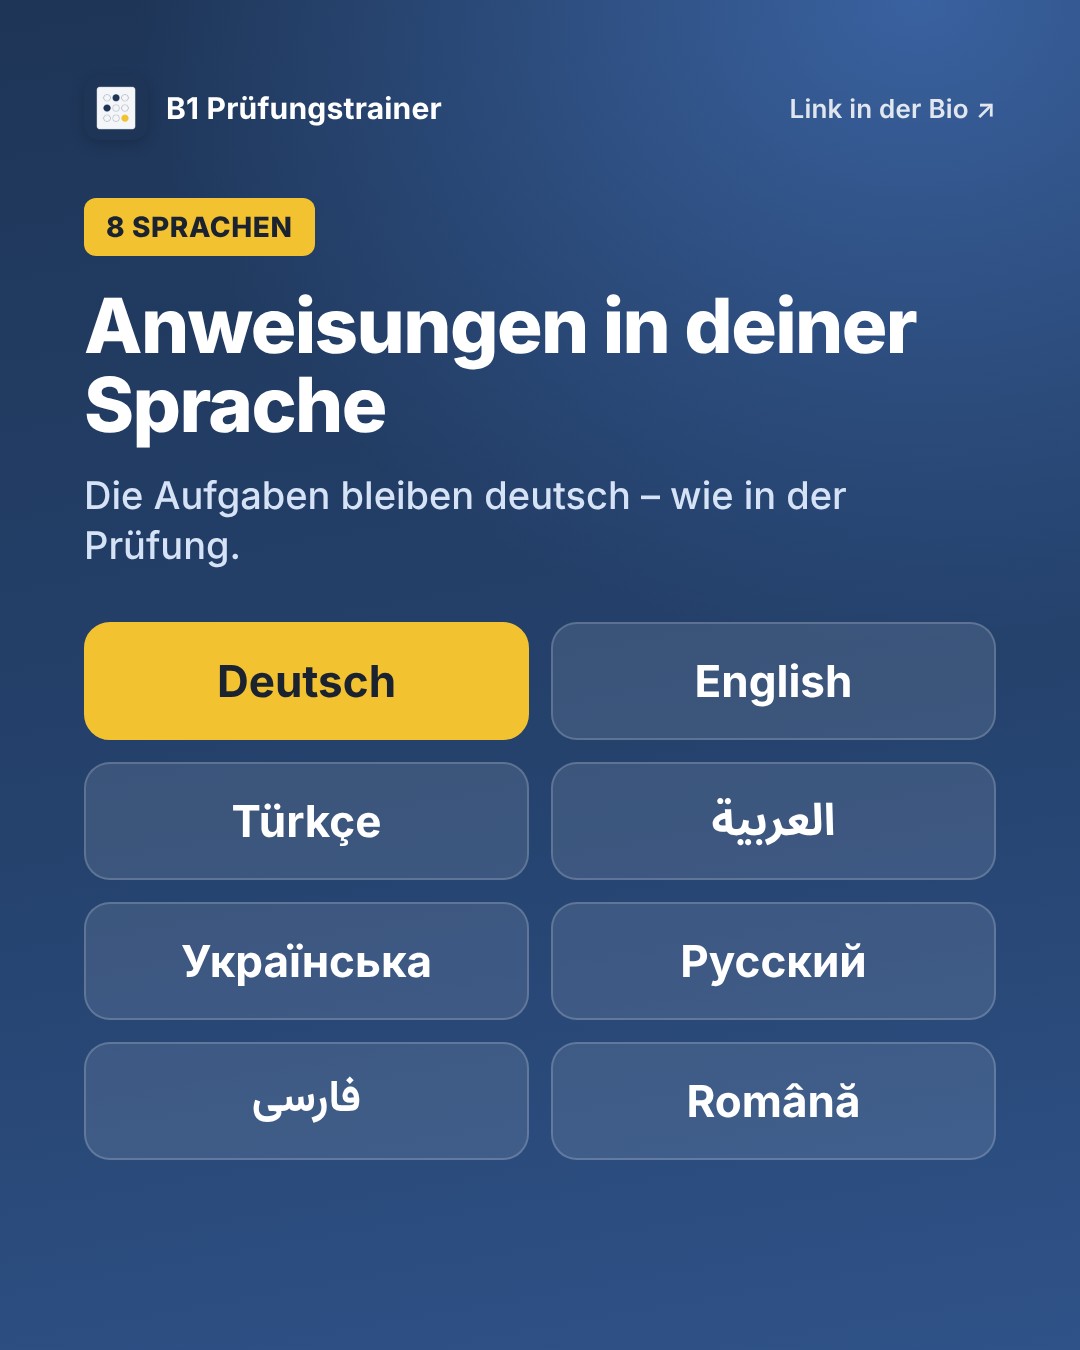 B1 Prüfungstrainer
Link in der Bio ↗
8 SPRACHEN
Anweisungen in deiner
Sprache
Die Aufgaben bleiben deutsch – wie in der
Prüfung.
Deutsch
English
Türkçe
العربية
Українська
Русский
فارسی
Română